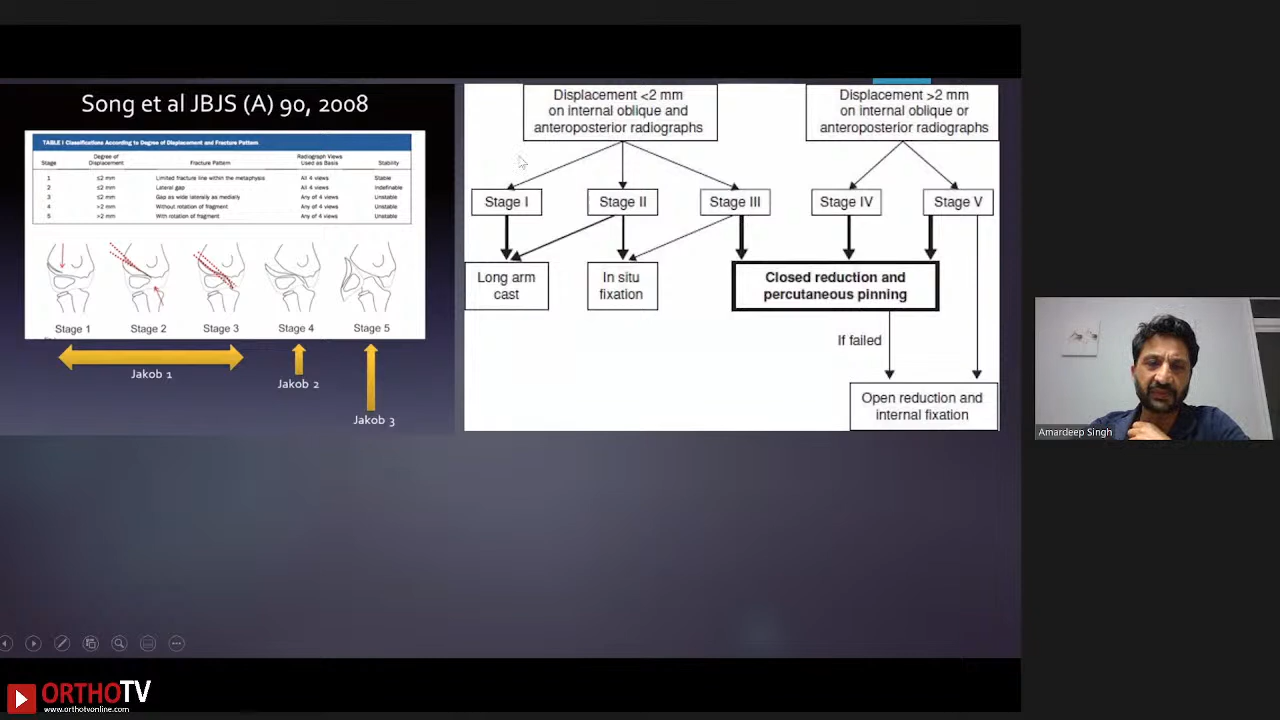 Song et al JBJS (A) 90, 2008
TABLE I Classifications According to Degree of Displacement and Fracture Pattern
Stage Degree of Displacement Fracture Pattern Radiograph Views Used as Basis Stability
1 ≤2 mm Limited fracture line within the metaphysis All 4 views Stable
2 ≤2 mm Lateral gap All 4 views Indefinable
3 ≤2 mm Gap as wide laterally as medially Any of 4 views Unstable
4 >2 mm Without rotation of fragment Any of 4 views Unstable
5 >2 mm With rotation of fragment Any of 4 views Unstable
Stage 1 Stage 2 Stage 3 Stage 4 Stage 5
Jakob 1
Jakob 2
Jakob 3
Displacement <2 mm
on internal oblique and
anteroposterior radiographs
Displacement >2 mm
on internal oblique or
anteroposterior radiographs
Stage I Stage II Stage III Stage IV Stage V
Long arm
cast
In situ
fixation
Closed reduction and
percutaneous pinning
If failed
Open reduction and
internal fixation
Amardeep Singh
ORTHOTV
www.orthotvonline.com